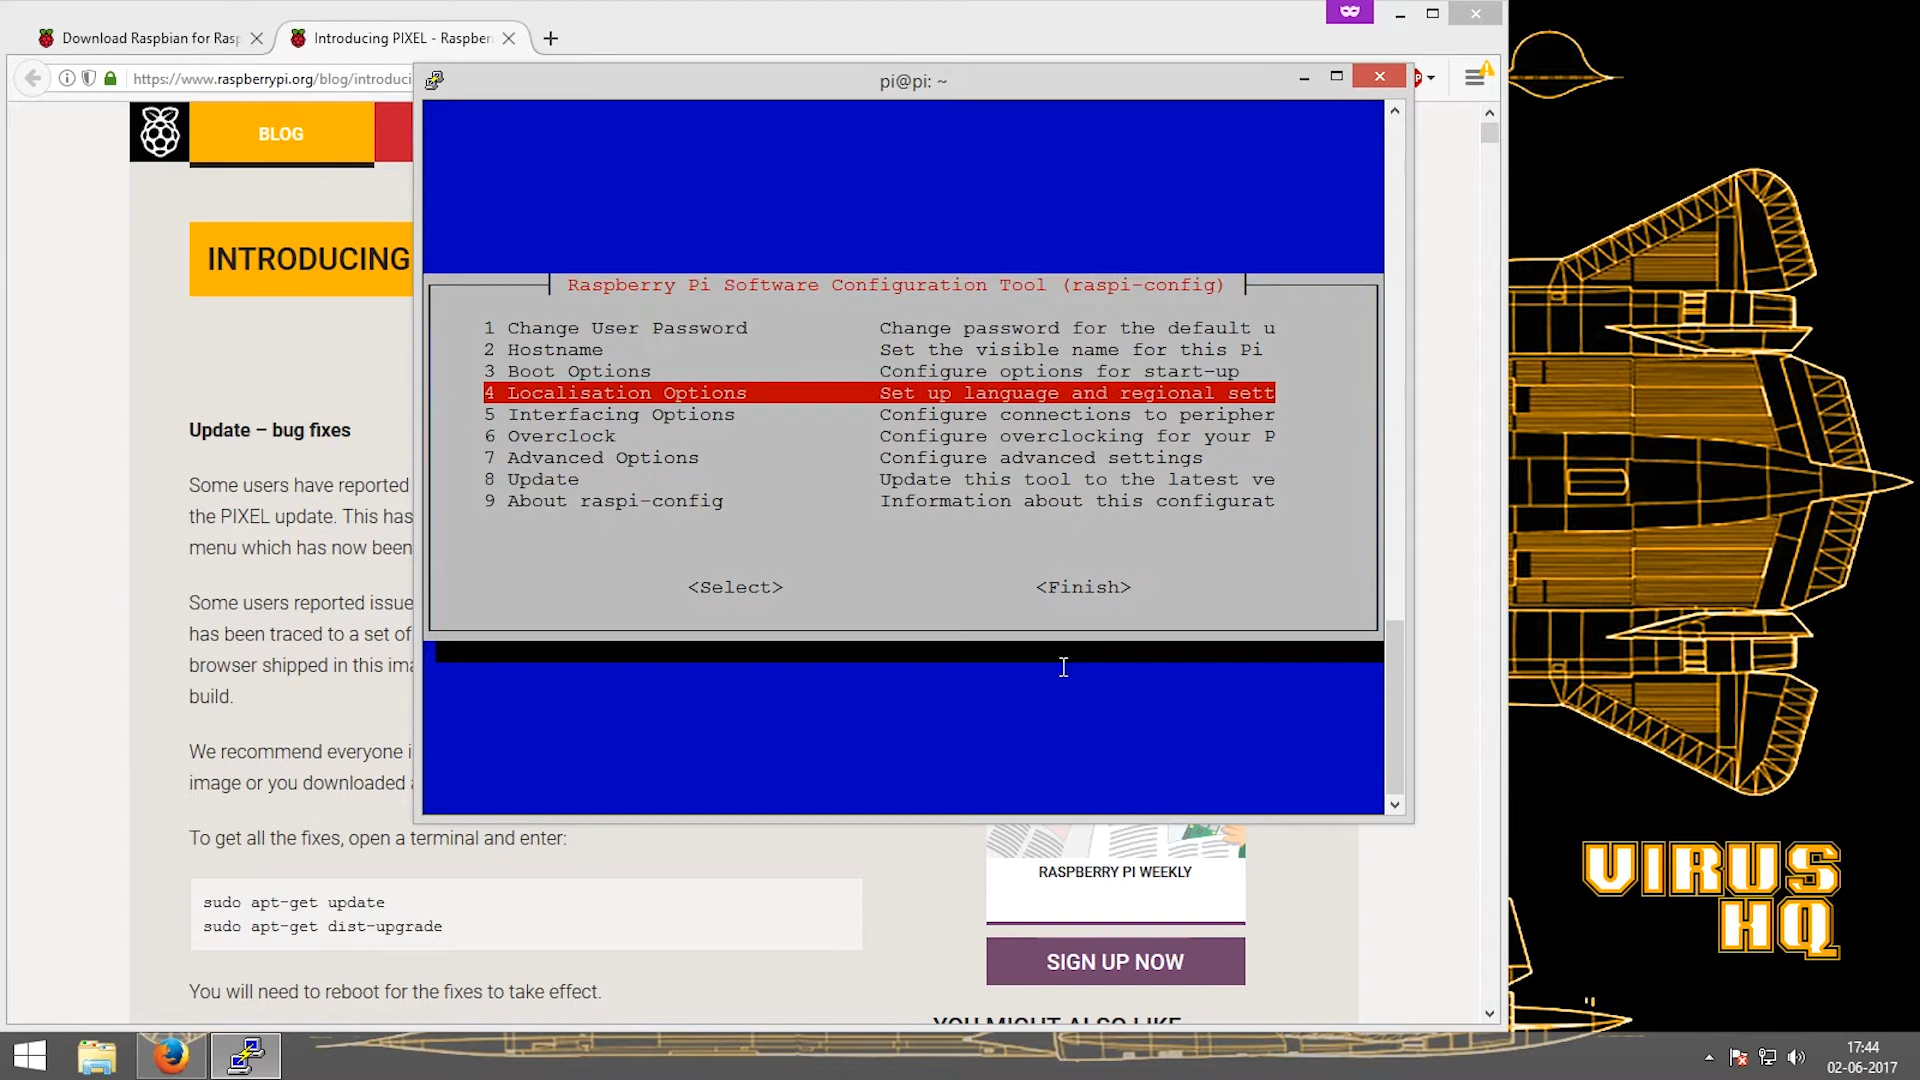 Download Raspbian for Rasp
Introducing PIXEL - Raspber
https://www.raspberrypi.org/blog/introduci
pi@pi: ~
BLOG
INTRODUCING
Update – bug fixes
Some users have reported
the PIXEL update. This has
menu which has now been
Some users reported issue
has been traced to a set of
browser shipped in this ima
build.
We recommend everyone i
image or you downloaded a
To get all the fixes, open a terminal and enter:
sudo apt-get update
sudo apt-get dist-upgrade
You will need to reboot for the fixes to take effect.
Raspberry Pi Software Configuration Tool (raspi-config)
1 Change User Password Change password for the default u
2 Hostname Set the visible name for this Pi
3 Boot Options Configure options for start-up
4 Localisation Options Set up language and regional sett
5 Interfacing Options Configure connections to peripher
6 Overclock Configure overclocking for your P
7 Advanced Options Configure advanced settings
8 Update Update this tool to the latest ve
9 About raspi-config Information about this configurat
<Select> <Finish>
RASPBERRY PI WEEKLY
SIGN UP NOW
YOU MIGHT ALSO LIKE
VIRUS
HQ
17:44
02-06-2017